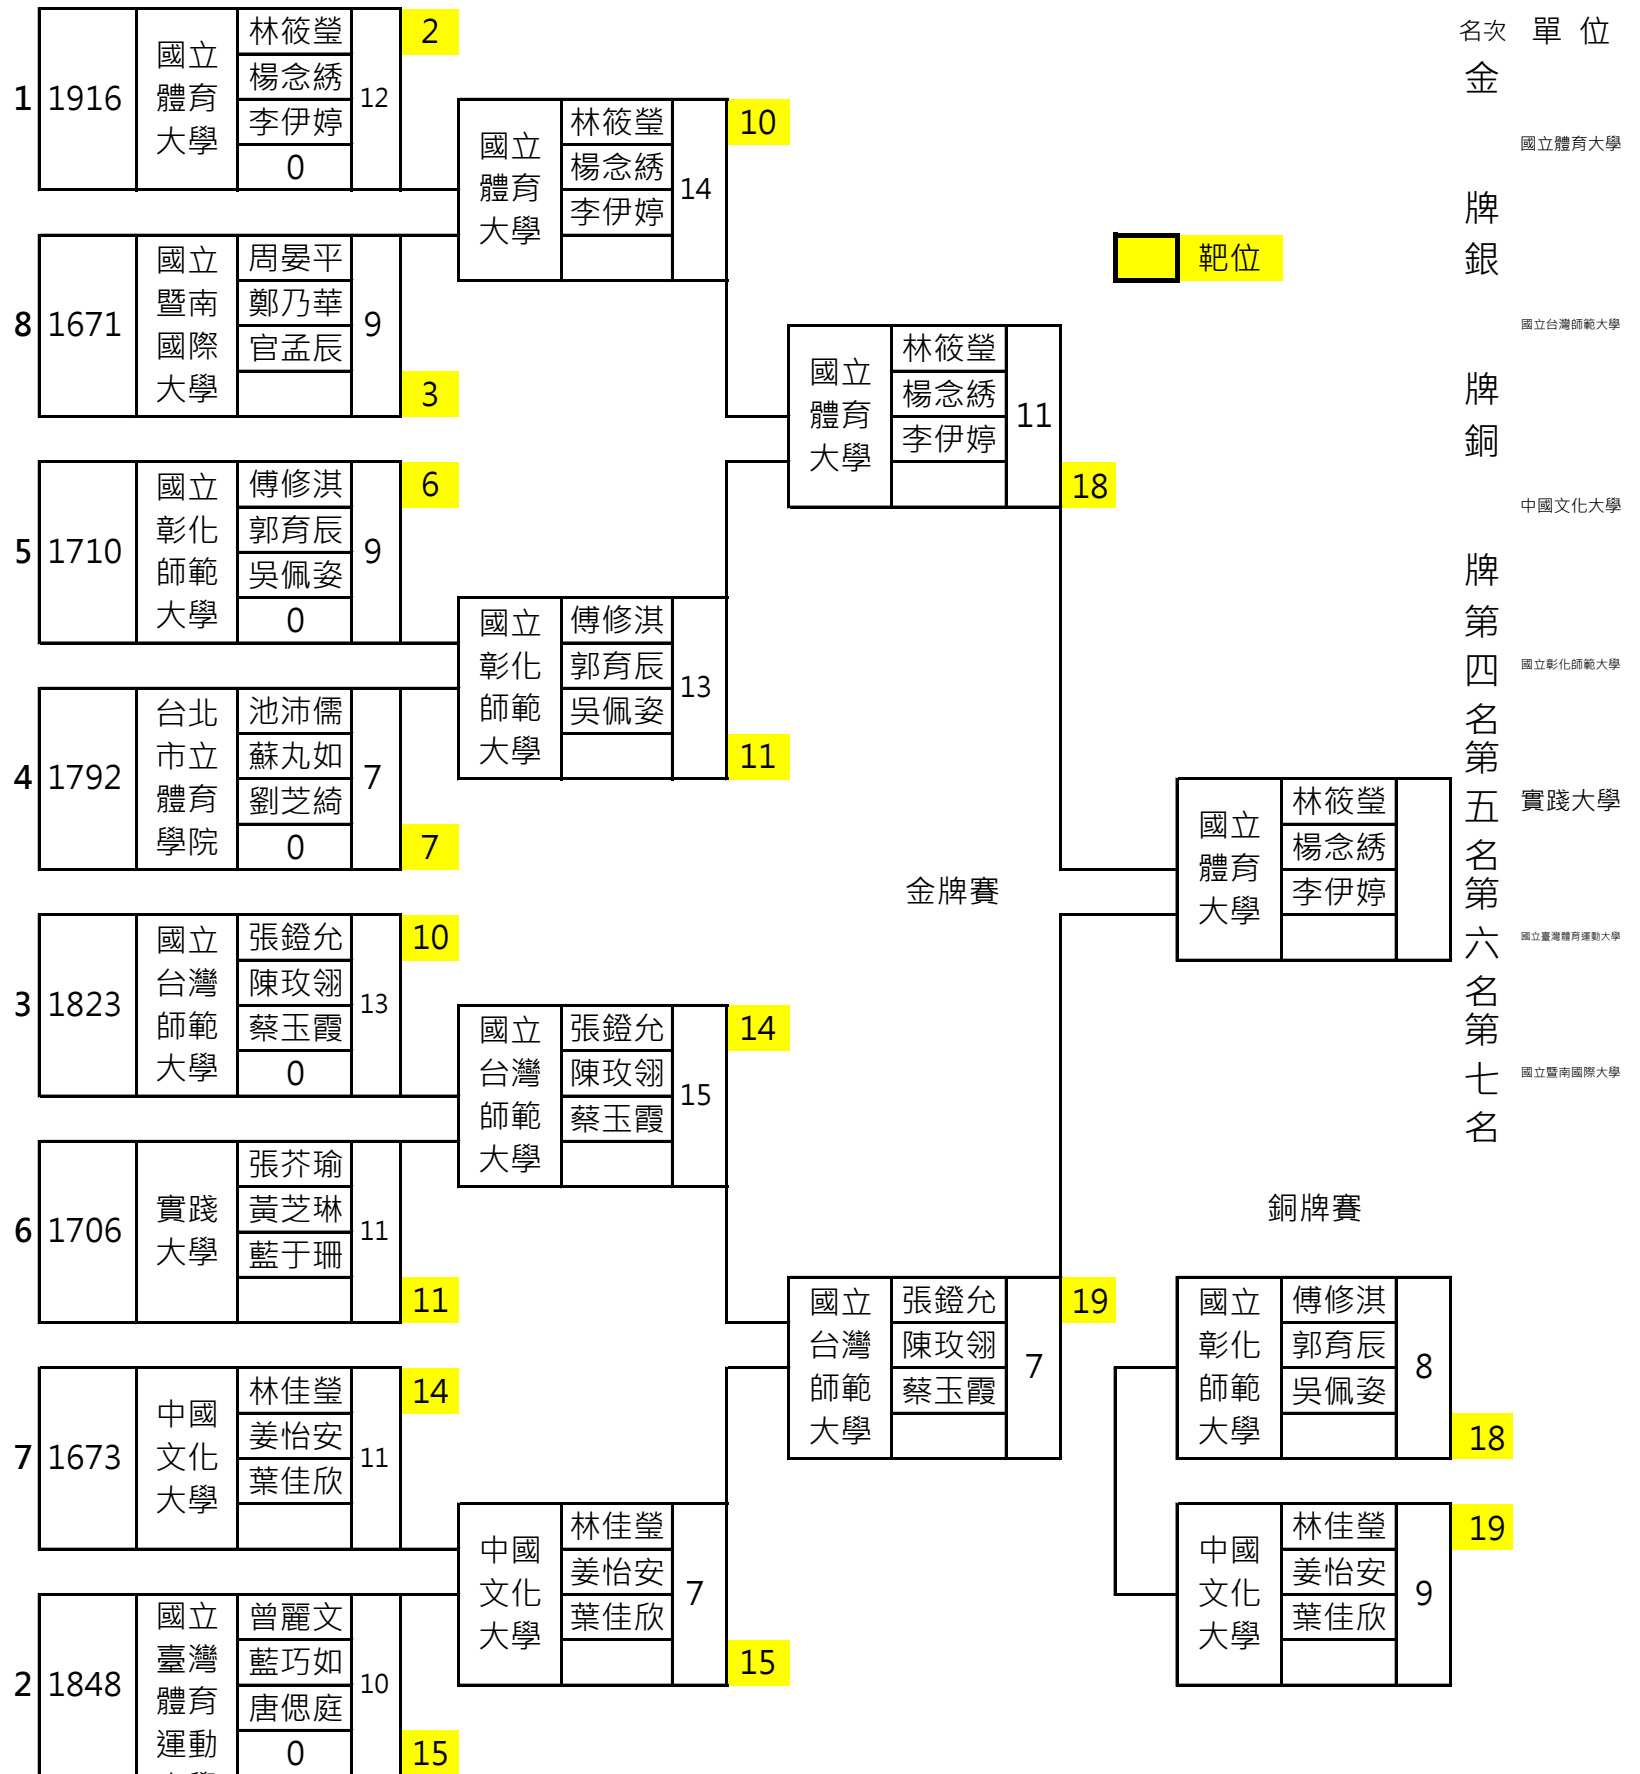 1
1916
國立
體育
大學
林筱瑩
楊念綉
李伊婷
0
12
2
8
1671
國立
暨南
國際
大學
周晏平
鄭乃華
官孟辰
9
3
5
1710
國立
彰化
師範
大學
傅修淇
郭育辰
吳佩姿
0
9
6
4
1792
台北
市立
體育
學院
池沛儒
蘇丸如
劉芝綺
0
7
7
3
1823
國立
台灣
師範
大學
張鐙允
陳玫翎
蔡玉霞
0
13
10
6
1706
實踐
大學
張芥瑜
黃芝琳
藍于珊
11
11
7
1673
中國
文化
大學
林佳瑩
姜怡安
葉佳欣
11
14
2
1848
國立
臺灣
體育
運動
曾麗文
藍巧如
唐偲庭
0
10
15
國立
體育
大學
林筱瑩
楊念綉
李伊婷
14
10
國立
彰化
師範
大學
傅修淇
郭育辰
吳佩姿
13
11
國立
台灣
師範
大學
張鐙允
陳玫翎
蔡玉霞
15
14
中國
文化
大學
林佳瑩
姜怡安
葉佳欣
7
15
國立
體育
大學
林筱瑩
楊念綉
李伊婷
11
18
金牌賽
國立
台灣
師範
大學
張鐙允
陳玫翎
蔡玉霞
7
19
靶位
國立
體育
大學
林筱瑩
楊念綉
李伊婷
銅牌賽
國立
彰化
師範
大學
傅修淇
郭育辰
吳佩姿
8
18
中國
文化
大學
林佳瑩
姜怡安
葉佳欣
9
19
名次 單 位
金
牌
國立體育大學
銀
牌
國立台灣師範大學
銅
牌
中國文化大學
第
四
名
國立彰化師範大學
第
五
名
實踐大學
第
六
名
國立臺灣體育運動大學
第
七
名
國立暨南國際大學